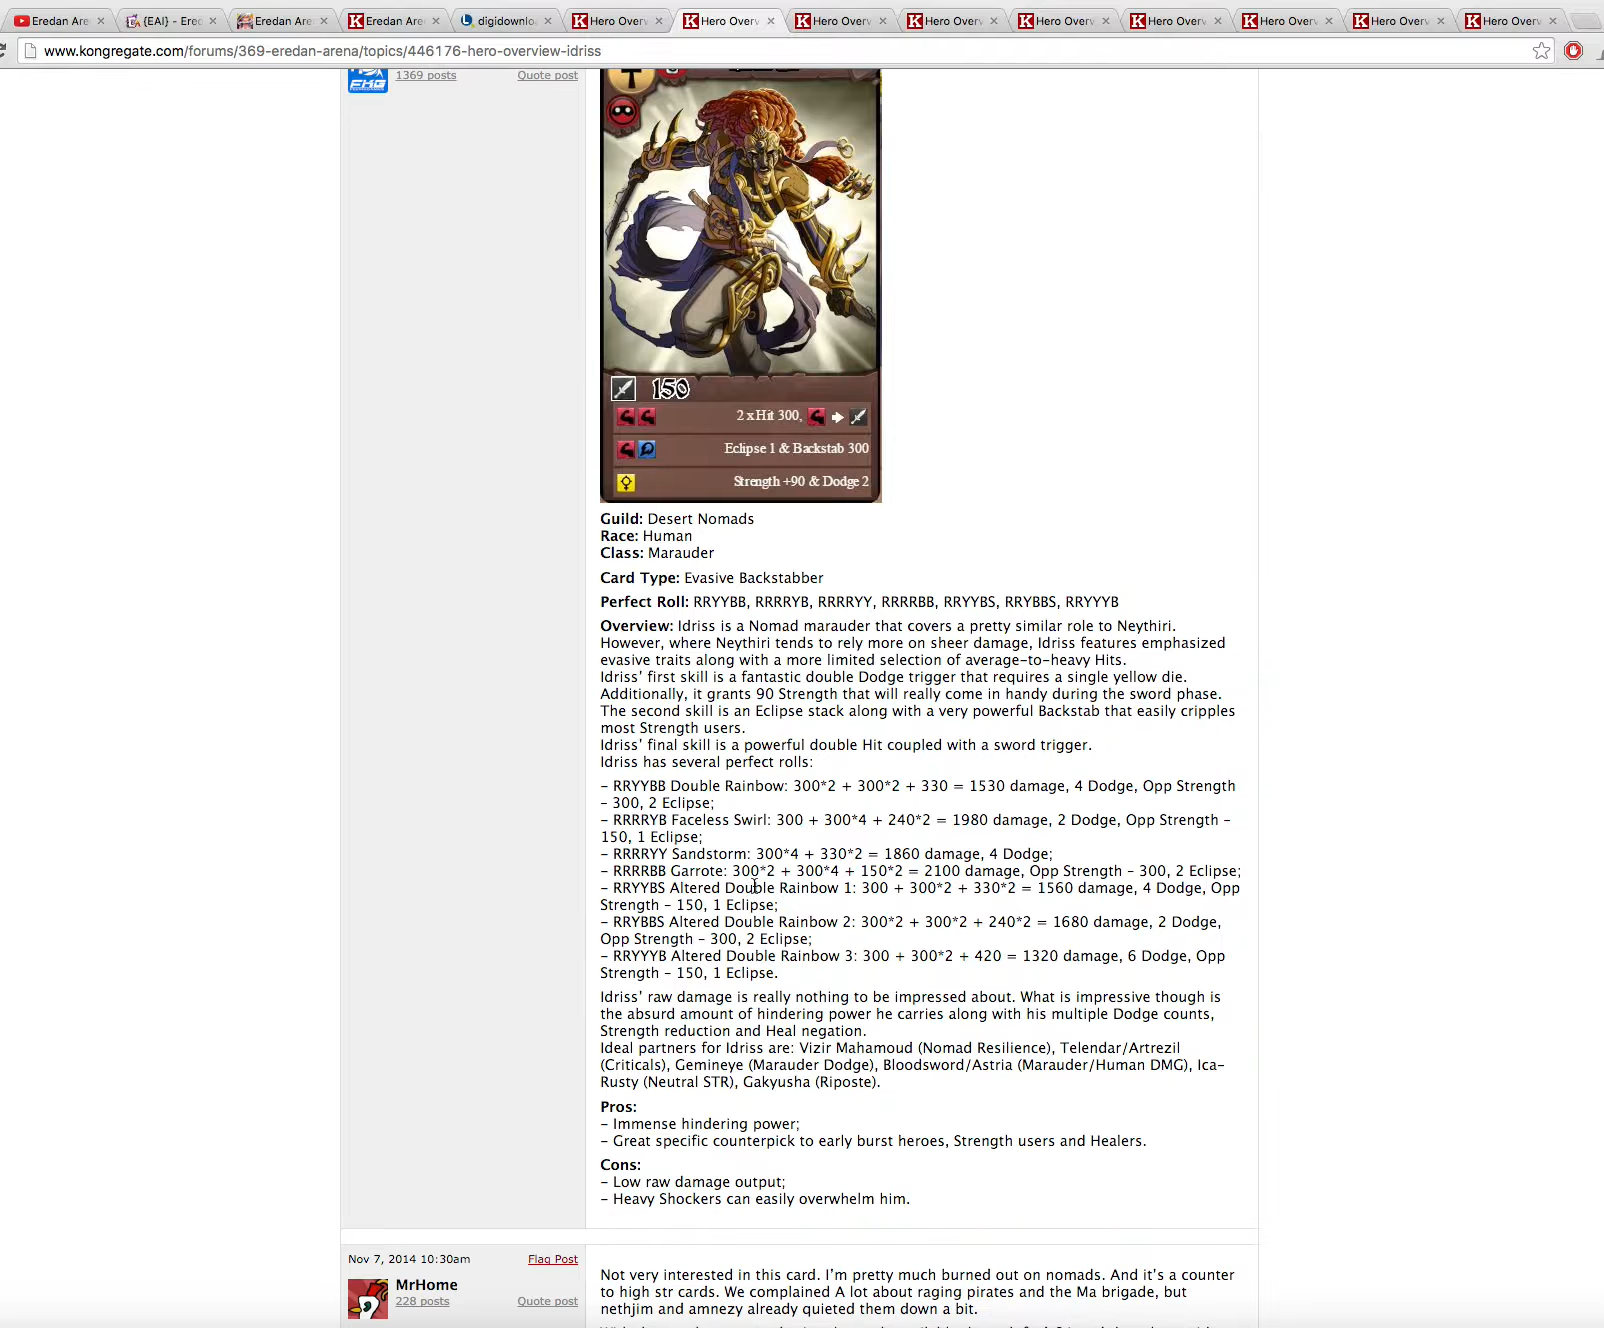 Eredan Are
{EAI} - Ered
Eredan Are
Eredan Are
digidownlo
Hero Overv
Hero Overv
Hero Overv
Hero Overv
Hero Overv
Hero Overv
Hero Overv
Hero Overv
Hero Overv
www.kongregate.com/forums/369-eredan-arena/topics/446176-hero-overview-idriss
FMG
1369 posts
Quote post
150
2 x Hit 300,
Eclipse 1 & Backstab 300
Strength +90 & Dodge 2
Guild: Desert Nomads
Race: Human
Class: Marauder
Card Type: Evasive Backstabber
Perfect Roll: RRYYBB, RRRRYB, RRRRYY, RRRRBB, RRYYBS, RRYBBS, RRYYYB
Overview: Idriss is a Nomad marauder that covers a pretty similar role to Neythiri.
However, where Neythiri tends to rely more on sheer damage, Idriss features emphasized
evasive traits along with a more limited selection of average-to-heavy Hits.
Idriss' first skill is a fantastic double Dodge trigger that requires a single yellow die.
Additionally, it grants 90 Strength that will really come in handy during the sword phase.
The second skill is an Eclipse stack along with a very powerful Backstab that easily cripples
most Strength users.
Idriss' final skill is a powerful double Hit coupled with a sword trigger.
Idriss has several perfect rolls:
- RRYYBB Double Rainbow: 300*2 + 300*2 + 330 = 1530 damage, 4 Dodge, Opp Strength
- 300, 2 Eclipse;
- RRRRYB Faceless Swirl: 300 + 300*4 + 240*2 = 1980 damage, 2 Dodge, Opp Strength -
150, 1 Eclipse;
- RRRRYY Sandstorm: 300*4 + 330*2 = 1860 damage, 4 Dodge;
- RRRRBB Garrote: 300*2 + 300*4 + 150*2 = 2100 damage, Opp Strength - 300, 2 Eclipse;
- RRYYBS Altered Double Rainbow 1: 300 + 300*2 + 330*2 = 1560 damage, 4 Dodge, Opp
Strength - 150, 1 Eclipse;
- RRYBBS Altered Double Rainbow 2: 300*2 + 300*2 + 240*2 = 1680 damage, 2 Dodge,
Opp Strength - 300, 2 Eclipse;
- RRYYYB Altered Double Rainbow 3: 300 + 300*2 + 420 = 1320 damage, 6 Dodge, Opp
Strength - 150, 1 Eclipse.
Idriss' raw damage is really nothing to be impressed about. What is impressive though is
the absurd amount of hindering power he carries along with his multiple Dodge counts,
Strength reduction and Heal negation.
Ideal partners for Idriss are: Vizir Mahamoud (Nomad Resilience), Telendar/Artrezil
(Criticals), Gemineye (Marauder Dodge), Bloodsword/Astria (Marauder/Human DMG), Ica-
Rusty (Neutral STR), Gakyusha (Riposte).
Pros:
- Immense hindering power;
- Great specific counterpick to early burst heroes, Strength users and Healers.
Cons:
- Low raw damage output;
- Heavy Shockers can easily overwhelm him.
Nov 7, 2014 10:30am
Flag Post
MrHome
228 posts
Quote post
Not very interested in this card. I'm pretty much burned out on nomads. And it's a counter
to high str cards. We complained A lot about raging pirates and the Ma brigade, but
nethjim and amnezy already quieted them down a bit.